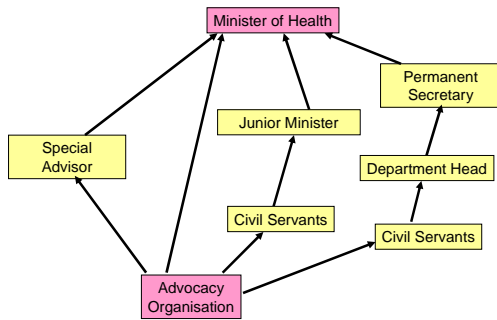 Minister of Health
Permanent
Secretary
Junior Minister
Special
Advisor
Department Head
Civil Servants
Civil Servants
Advocacy
Organisation